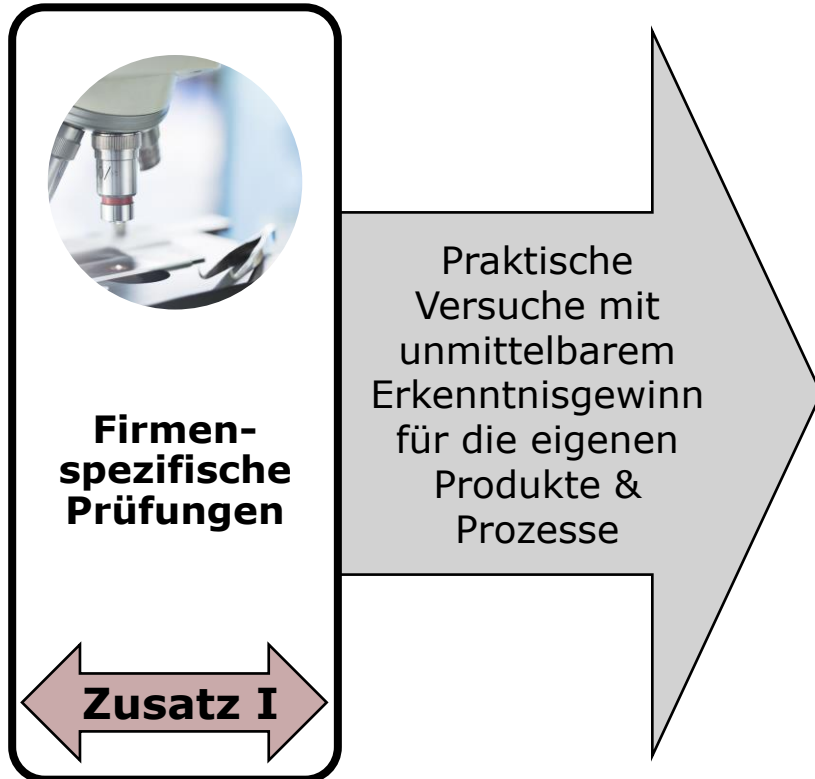 Firmen-
spezifische
Prüfungen
Zusatz I
Praktische
Versuche mit
unmittelbarem
Erkenntnisgewinn
für die eigenen
Produkte &
Prozesse